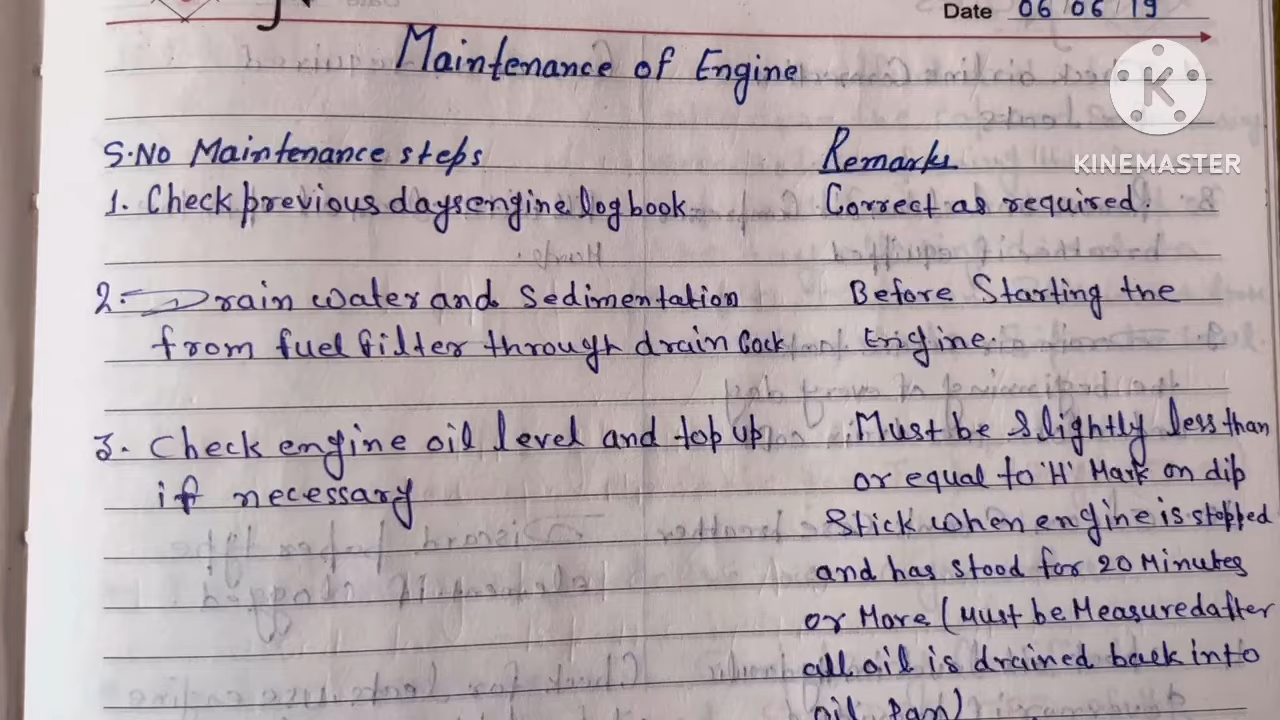 Date 06/06/19
Maintenance of Engine
KINEMASTER
S.No Maintenance steps Remarks
1. Check previous days engine log book. Correct as required.
2. Drain water and Sedimentation Before Starting the
from fuel filter through drain Cock Engine.
3. Check engine oil level and top up Must be slightly less than
if necessary or equal to 'H' Mark on dip
stick when engine is stopped
and has stood for 20 Minutes
or More (Must be Measured after
all oil is drained back into
oil pan)